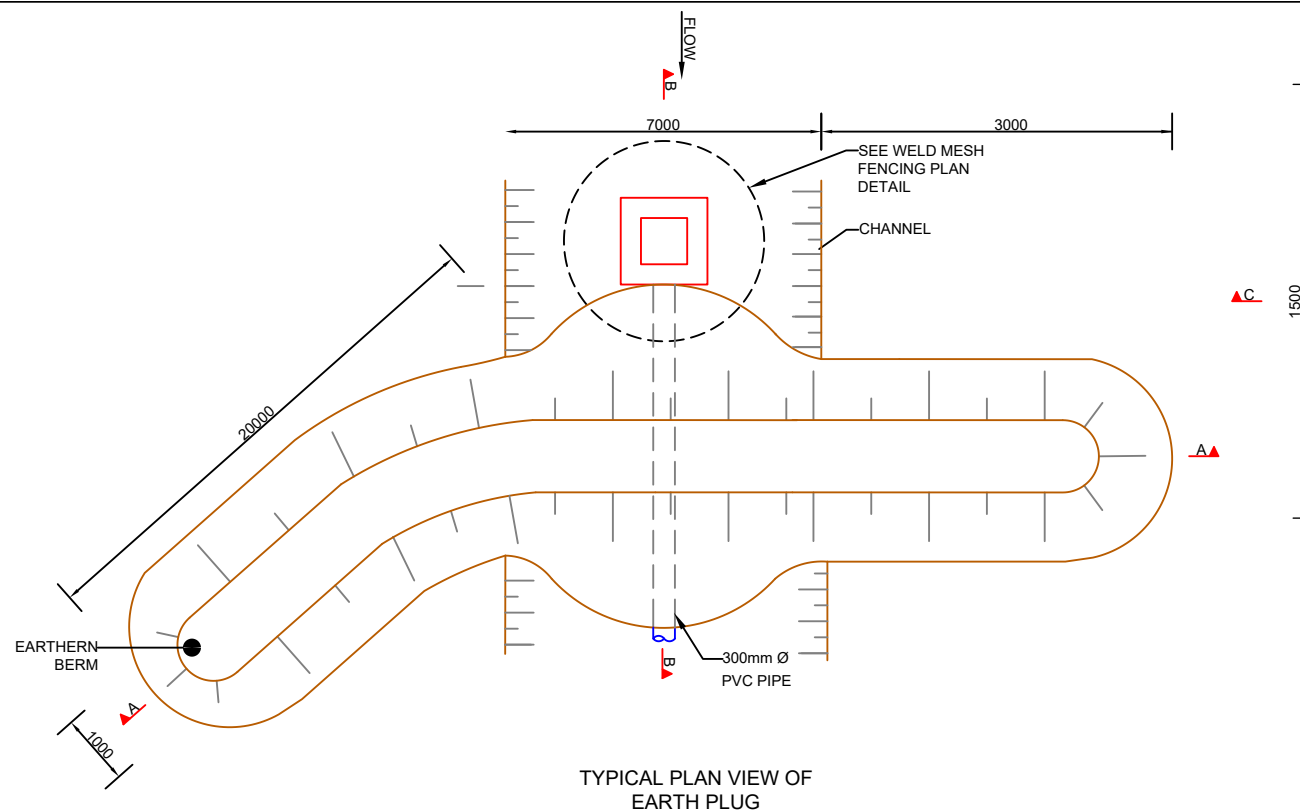 FLOW
B
7000
3000
SEE WELD MESH
FENCING PLAN
DETAIL
CHANNEL
C
1500
20000
A
EARTHERN
BERM
300mm Ø
PVC PIPE
B
A
1000
TYPICAL PLAN VIEW OF
EARTH PLUG